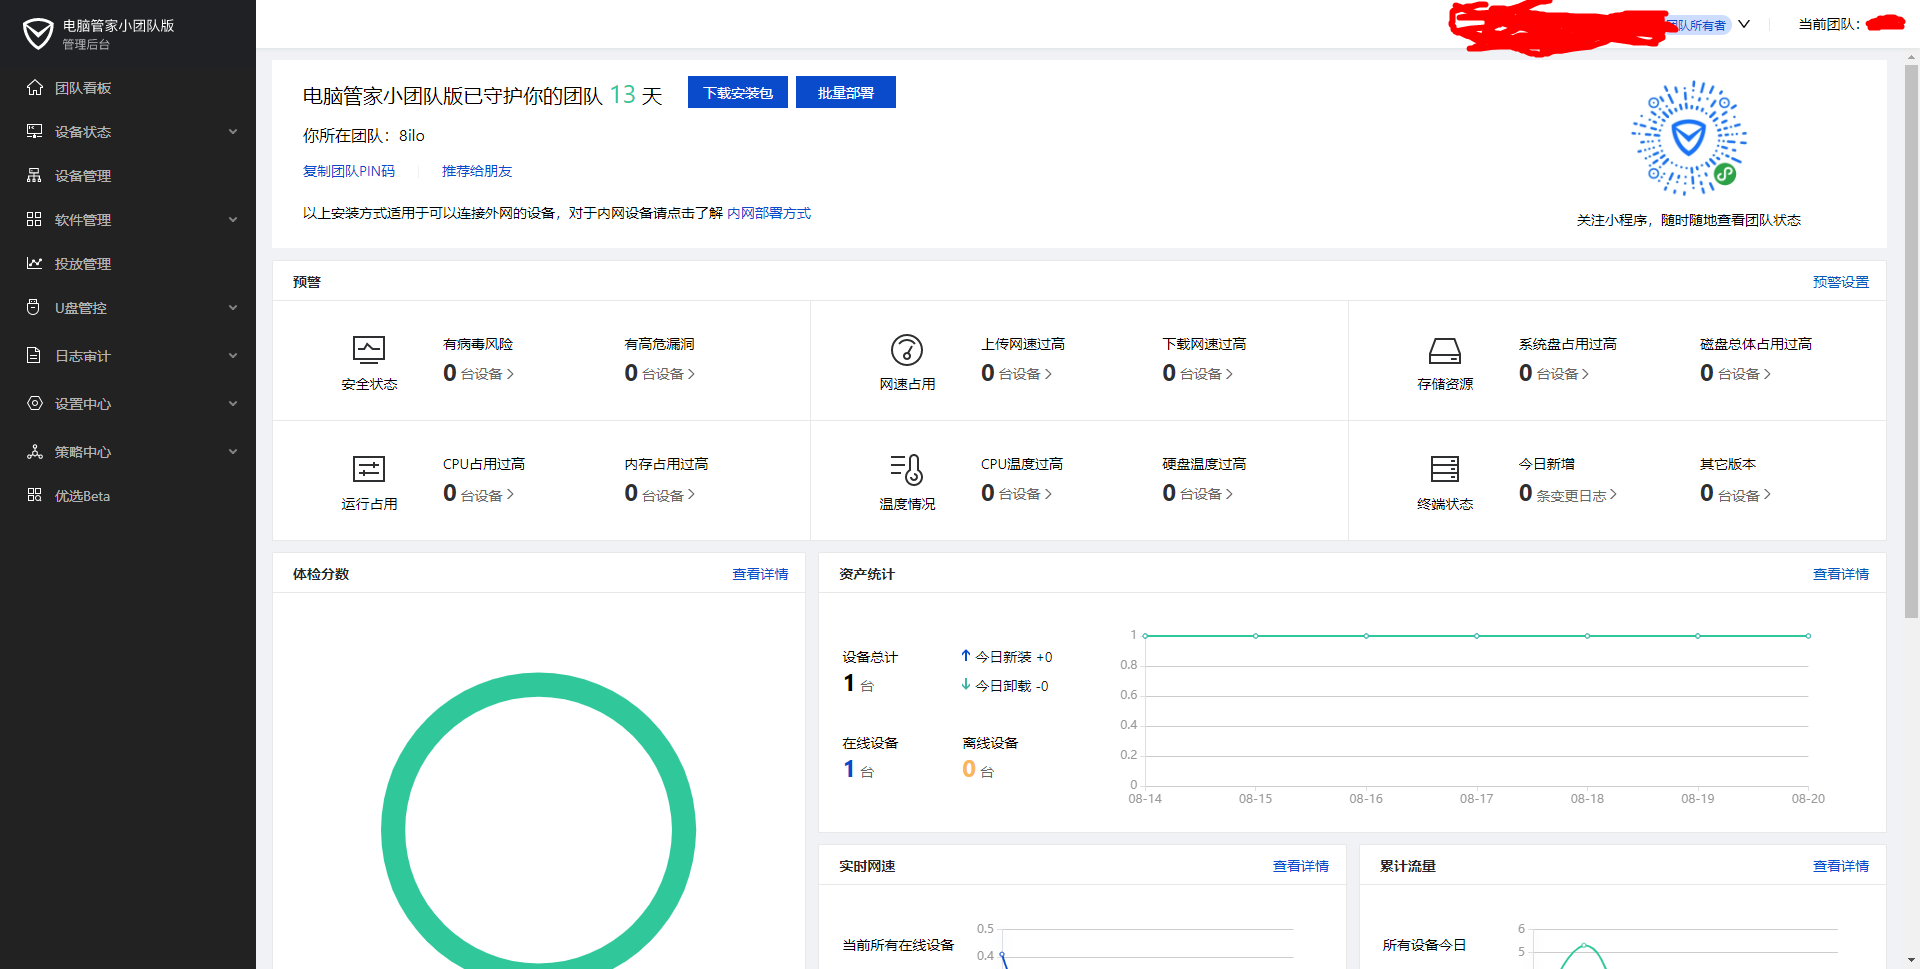 电脑管家小团队版
管理后台
团队看板
设备状态
设备管理
软件管理
投放管理
U盘管控
日志审计
设置中心
策略中心
优选Beta
团队所有者
当前团队:
电脑管家小团队版已守护你的团队 13 天
下载安装包
批量部署
你所在团队: 8ilo
复制团队PIN码
推荐给朋友
以上安装方式适用于可以连接外网的设备, 对于内网设备请点击了解 内网部署方式
关注小程序, 随时随地查看团队状态
预警
预警设置
安全状态
有病毒风险
0 台设备
有高危漏洞
0 台设备
网速占用
上传网速过高
0 台设备
下载网速过高
0 台设备
存储资源
系统盘占用过高
0 台设备
磁盘总体占用过高
0 台设备
运行占用
CPU占用过高
0 台设备
内存占用过高
0 台设备
温度情况
CPU温度过高
0 台设备
硬盘温度过高
0 台设备
终端状态
今日新增
0 条变更日志
其它版本
0 台设备
体检分数
查看详情
资产统计
查看详情
设备总计
1 台
今日新装 +0
今日卸载 -0
在线设备
1 台
离线设备
0 台
1
0.8
0.6
0.4
0.2
0
08-14
08-15
08-16
08-17
08-18
08-19
08-20
实时网速
查看详情
当前所有在线设备
0.5
0.4
累计流量
查看详情
所有设备今日
6
5